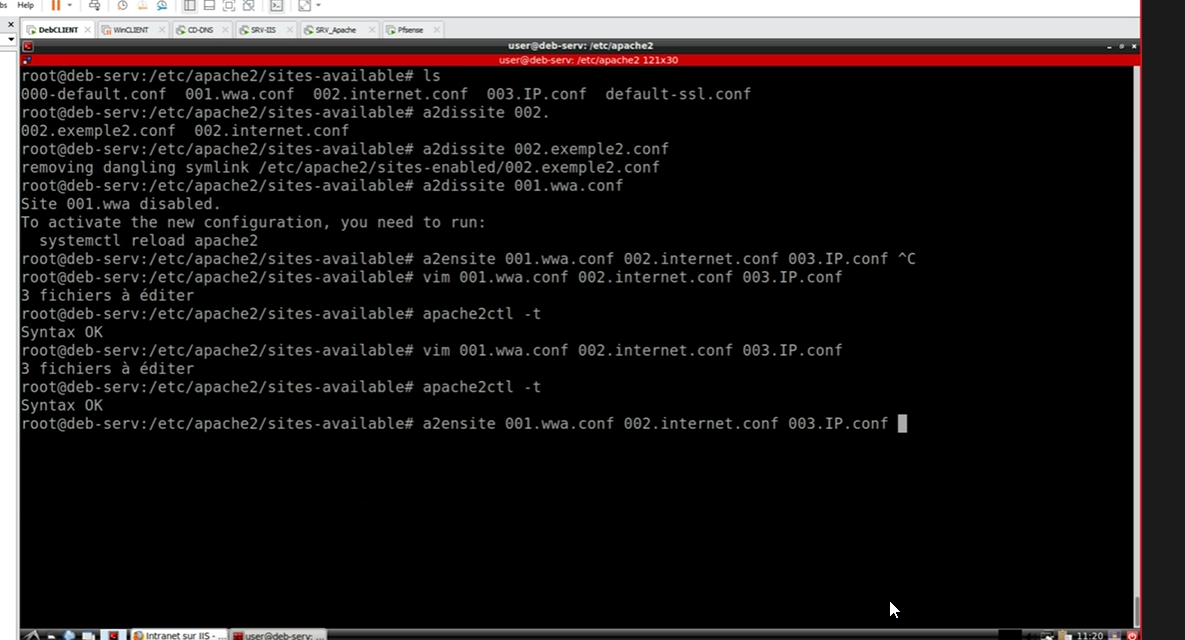 Help
DebCLIENT WinCLIENT CD-DNS SRV-IIS SRV_Apache Pfsense
user@deb-serv: /etc/apache2
user@deb-serv: /etc/apache2 121x30
root@deb-serv:/etc/apache2/sites-available# ls
000-default.conf 001.wwa.conf 002.internet.conf 003.IP.conf default-ssl.conf
root@deb-serv:/etc/apache2/sites-available# a2dissite 002.
002.exemple2.conf 002.internet.conf
root@deb-serv:/etc/apache2/sites-available# a2dissite 002.exemple2.conf
removing dangling symlink /etc/apache2/sites-enabled/002.exemple2.conf
root@deb-serv:/etc/apache2/sites-available# a2dissite 001.wwa.conf
Site 001.wwa disabled.
To activate the new configuration, you need to run:
systemctl reload apache2
root@deb-serv:/etc/apache2/sites-available# a2ensite 001.wwa.conf 002.internet.conf 003.IP.conf ^C
root@deb-serv:/etc/apache2/sites-available# vim 001.wwa.conf 002.internet.conf 003.IP.conf
3 fichiers à éditer
root@deb-serv:/etc/apache2/sites-available# apache2ctl -t
Syntax OK
root@deb-serv:/etc/apache2/sites-available# vim 001.wwa.conf 002.internet.conf 003.IP.conf
3 fichiers à éditer
root@deb-serv:/etc/apache2/sites-available# apache2ctl -t
Syntax OK
root@deb-serv:/etc/apache2/sites-available# a2ensite 001.wwa.conf 002.internet.conf 003.IP.conf
Intranet sur IIS - ... user@deb-serv: ... 11:20